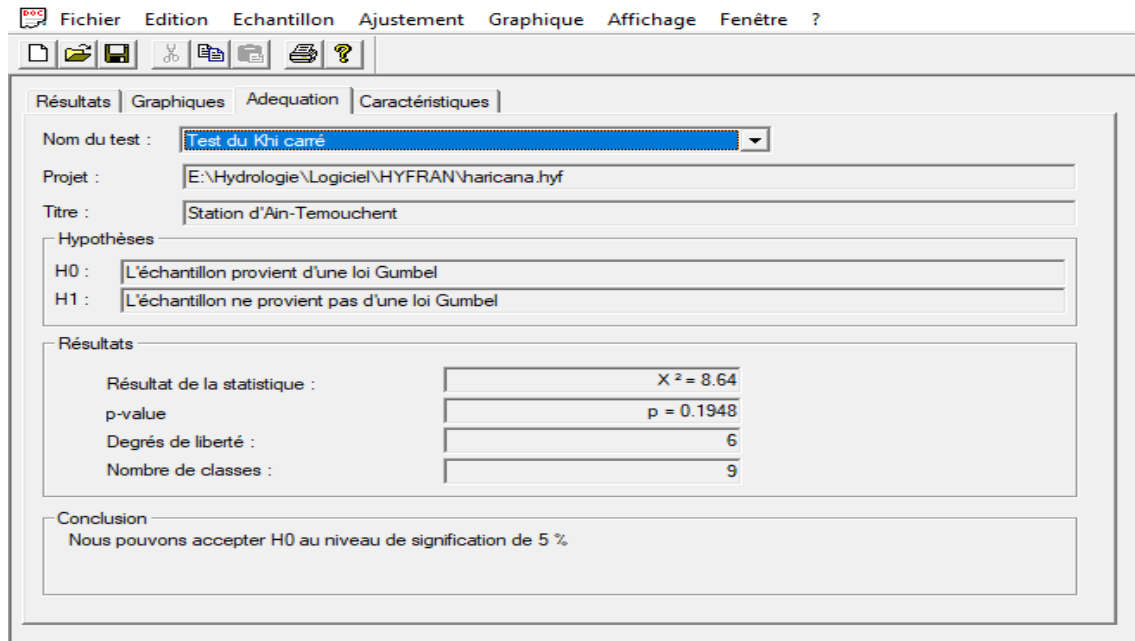 DOC Fichier Edition Echantillon Ajustement Graphique Affichage Fenêtre ?
Résultats Graphiques Adequation Caractéristiques
Nom du test : Test du Khi carré
Projet : E:\Hydrologie\Logiciel\HYFRAN\haricana.hyf
Titre : Station d'Ain-Temouchent
Hypothèses
H0 : L'échantillon provient d'une loi Gumbel
H1 : L'échantillon ne provient pas d'une loi Gumbel
Résultats
Résultat de la statistique : X ² = 8.64
p-value p = 0.1948
Degrés de liberté : 6
Nombre de classes : 9
Conclusion
Nous pouvons accepter H0 au niveau de signification de 5 %